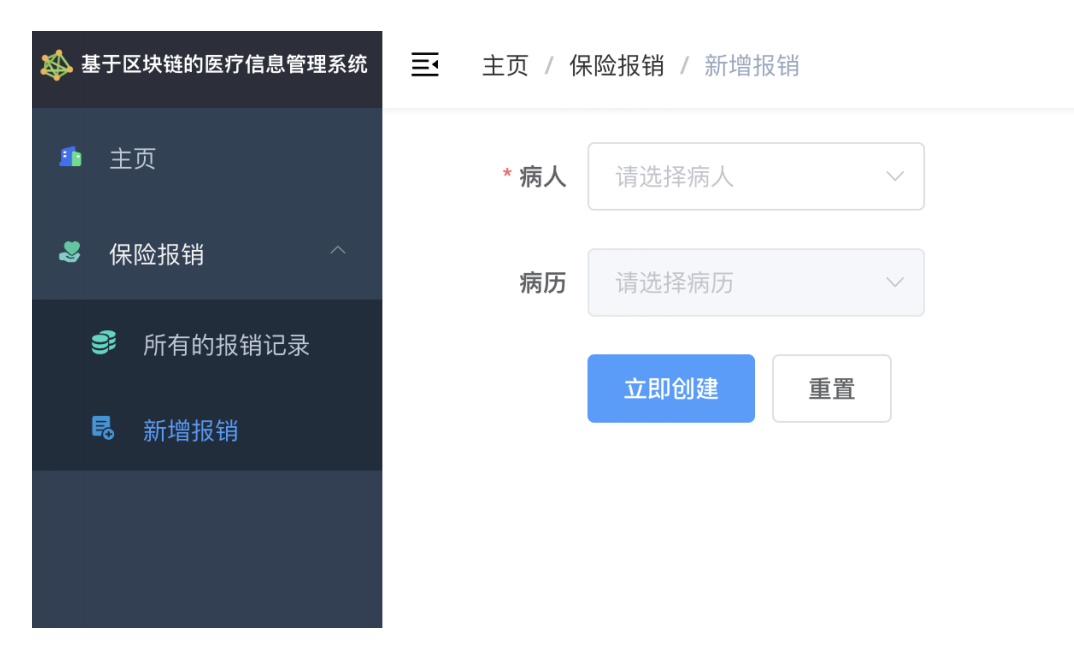 基于区块链的医疗信息管理系统
主页 / 保险报销 / 新增报销
主页
保险报销
所有的报销记录
新增报销
* 病人 请选择病人
病历 请选择病历
立即创建 重置